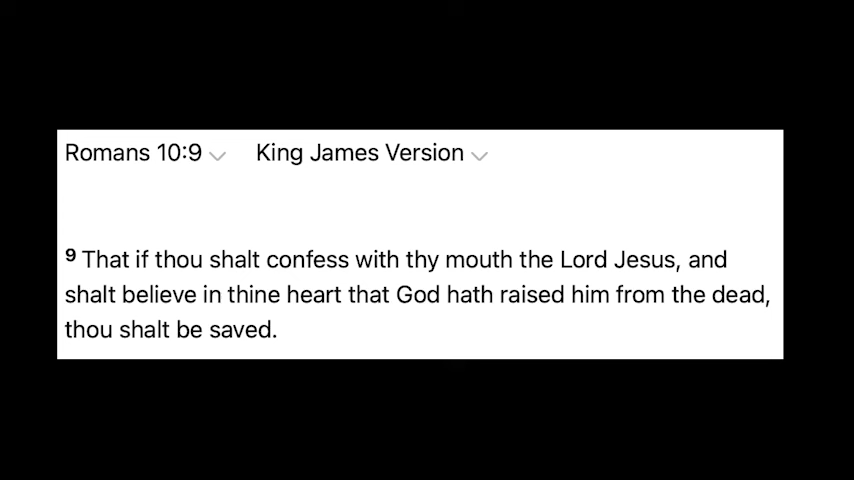 Romans 10:9 King James Version
9 That if thou shalt confess with thy mouth the Lord Jesus, and
shalt believe in thine heart that God hath raised him from the dead,
thou shalt be saved.